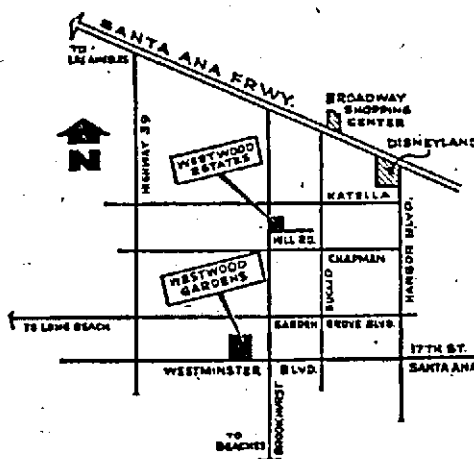 SANTA ANA FRWY.
TO
LOS ANGELES
BROADWAY
SHOPPING
CENTER
DISNEYLAND
N
HIGHWAY 39
WESTWOOD
ESTATES
KATELLA
HILL RD.
CHAPMAN
HARBOR BLVD.
EUCLID
WESTWOOD
GARDENS
TO LONG BEACH
GARDEN GROVE BLVD.
17TH ST.
WESTMINSTER BLVD.
SANTA ANA
BROOKHURST
TO
BEACHES